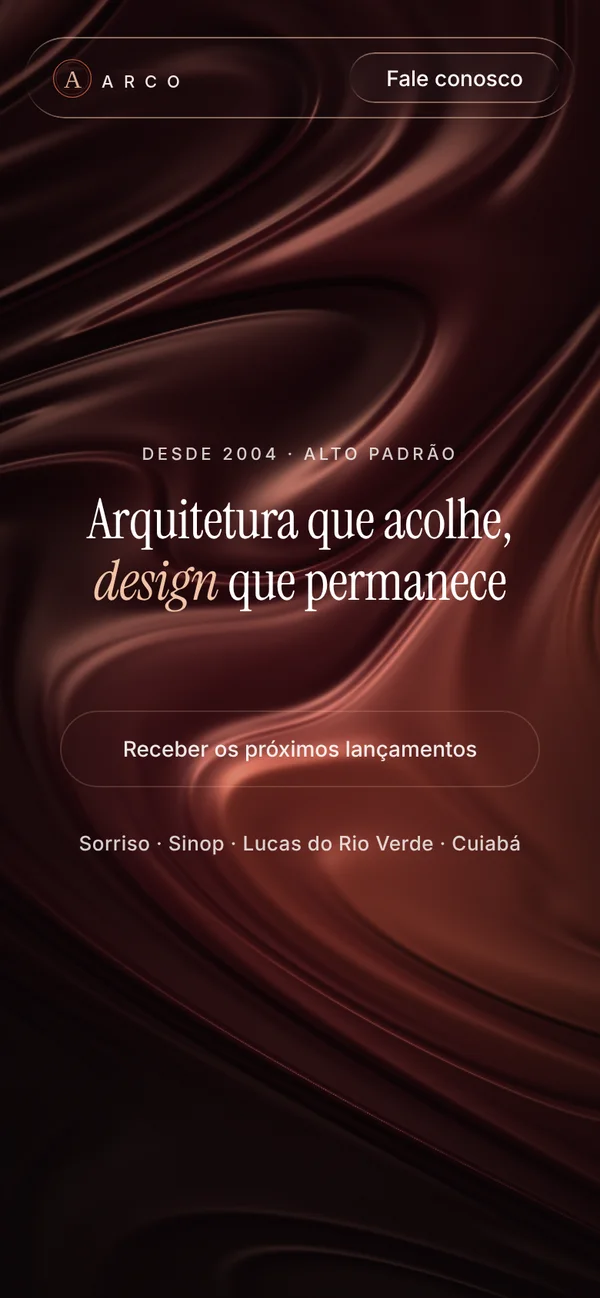 A ARCO
Fale conosco
DESDE 2004 · ALTO PADRÃO
Arquitetura que acolhe,
design que permanece
Receber os próximos lançamentos
Sorriso · Sinop · Lucas do Rio Verde · Cuiabá